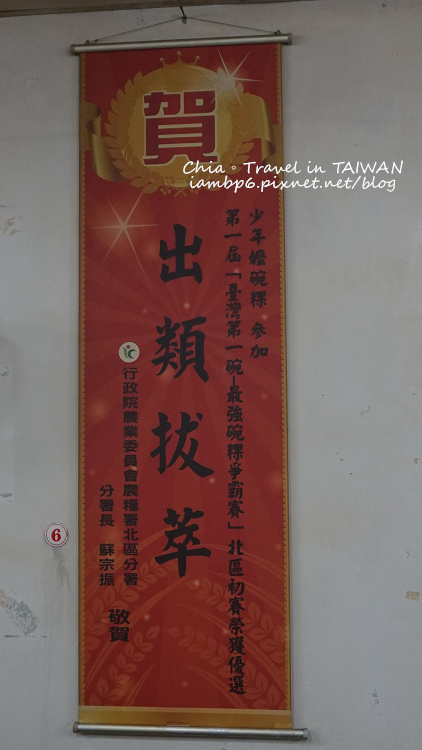 賀
Chia。Travel in TAIWAN
iambp6.pixnet.net/blog
少年嬤碗粿 參加
第一屆「臺灣第一碗-最強碗粿爭霸賽」北區初賽榮獲優選
出類拔萃
行政院農業委員會農糧署北區分署
分署長 蘇宗振 敬賀
6